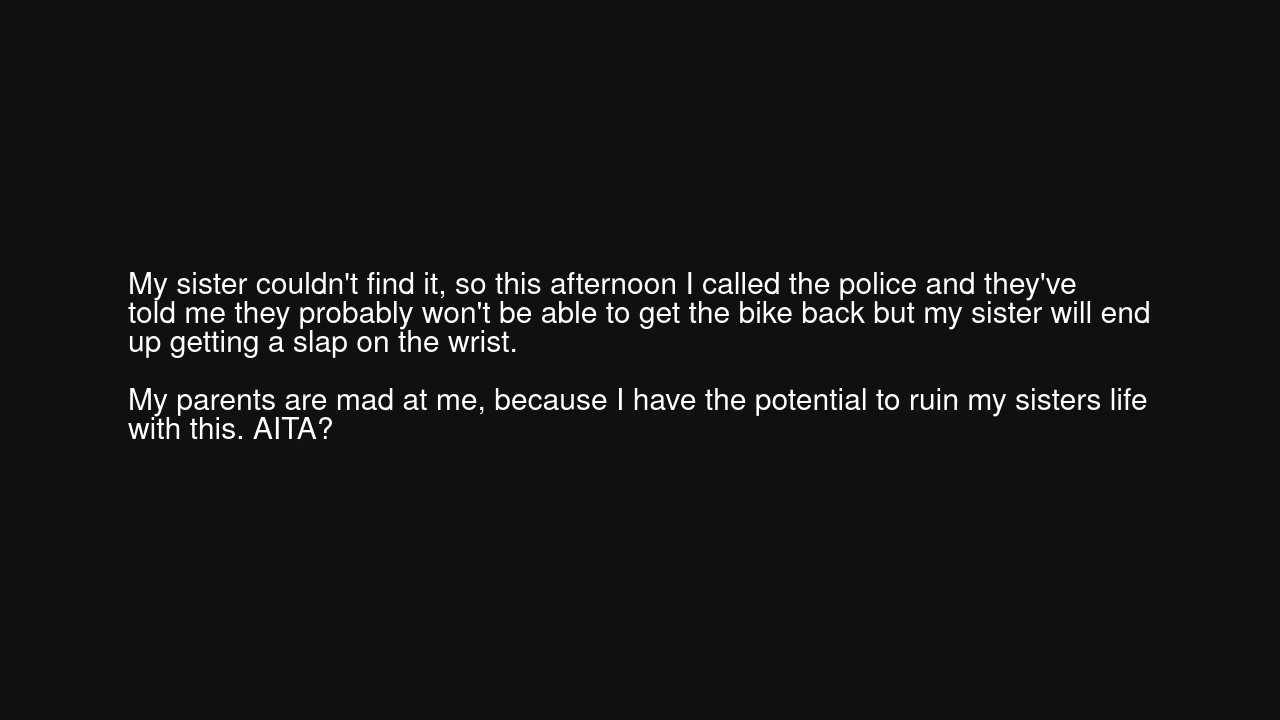 My sister couldn't find it, so this afternoon I called the police and they've
told me they probably won't be able to get the bike back but my sister will end
up getting a slap on the wrist.
My parents are mad at me, because I have the potential to ruin my sisters life
with this. AITA?